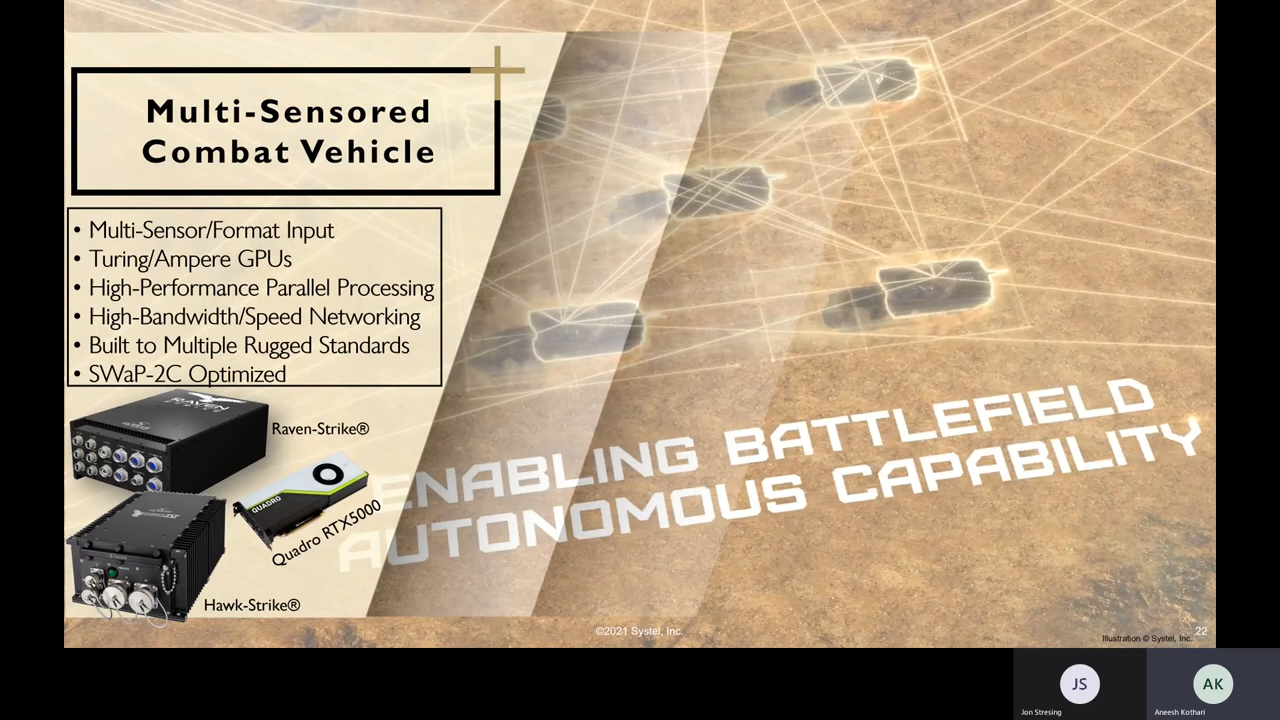 Multi-Sensored
Combat Vehicle
• Multi-Sensor/Format Input
• Turing/Ampere GPUs
• High-Performance Parallel Processing
• High-Bandwidth/Speed Networking
• Built to Multiple Rugged Standards
• SWaP-2C Optimized
RAVEN
Raven-Strike®
QUADRO
Quadro RTX5000
Hawk-Strike®
ENABLING BATTLEFIELD
AUTONOMOUS CAPABILITY
©2021 Systel, Inc.
22
Illustration © Systel, Inc.
JS
Jon Stresing
AK
Aneesh Kothari